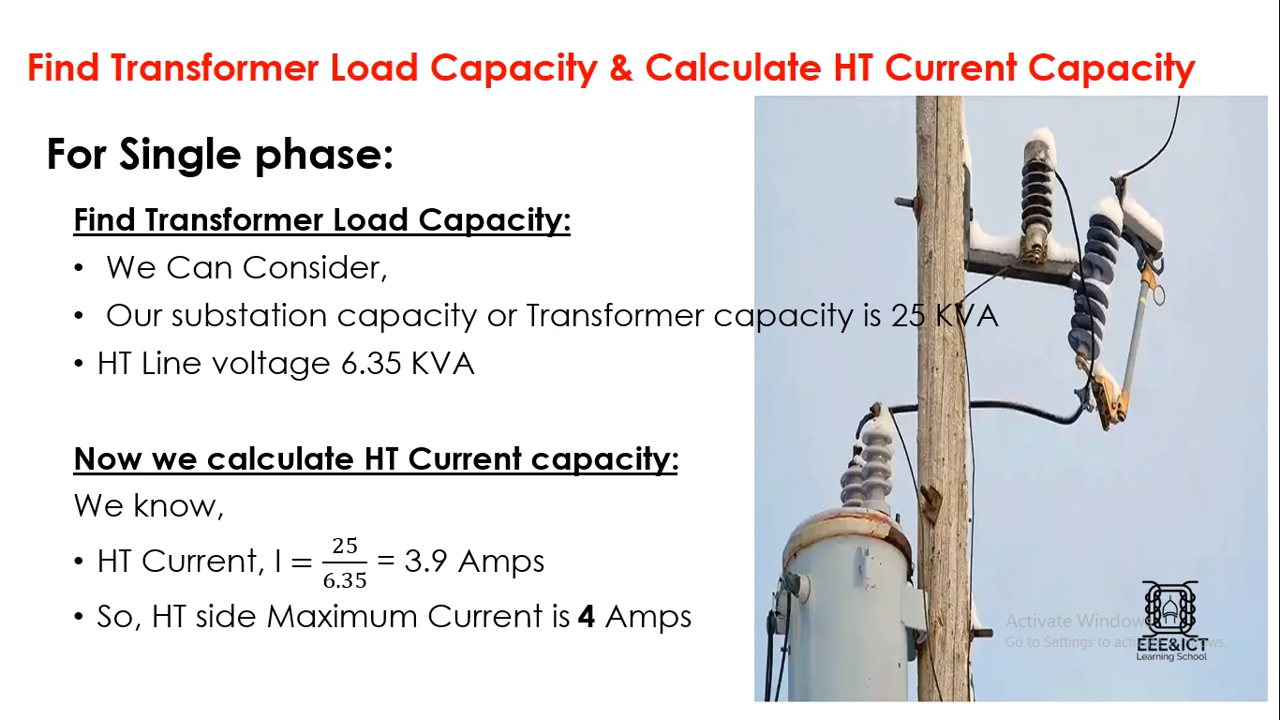 Find Transformer Load Capacity & Calculate HT Current Capacity
For Single phase:
Find Transformer Load Capacity:
• We Can Consider,
• Our substation capacity or Transformer capacity is 25 KVA
• HT Line voltage 6.35 KVA
Now we calculate HT Current capacity:
We know,
• HT Current, I = 25/6.35 = 3.9 Amps
• So, HT side Maximum Current is 4 Amps
Activate Windows
Go to Settings to activate Windows.
EEE&ICT
Learning School